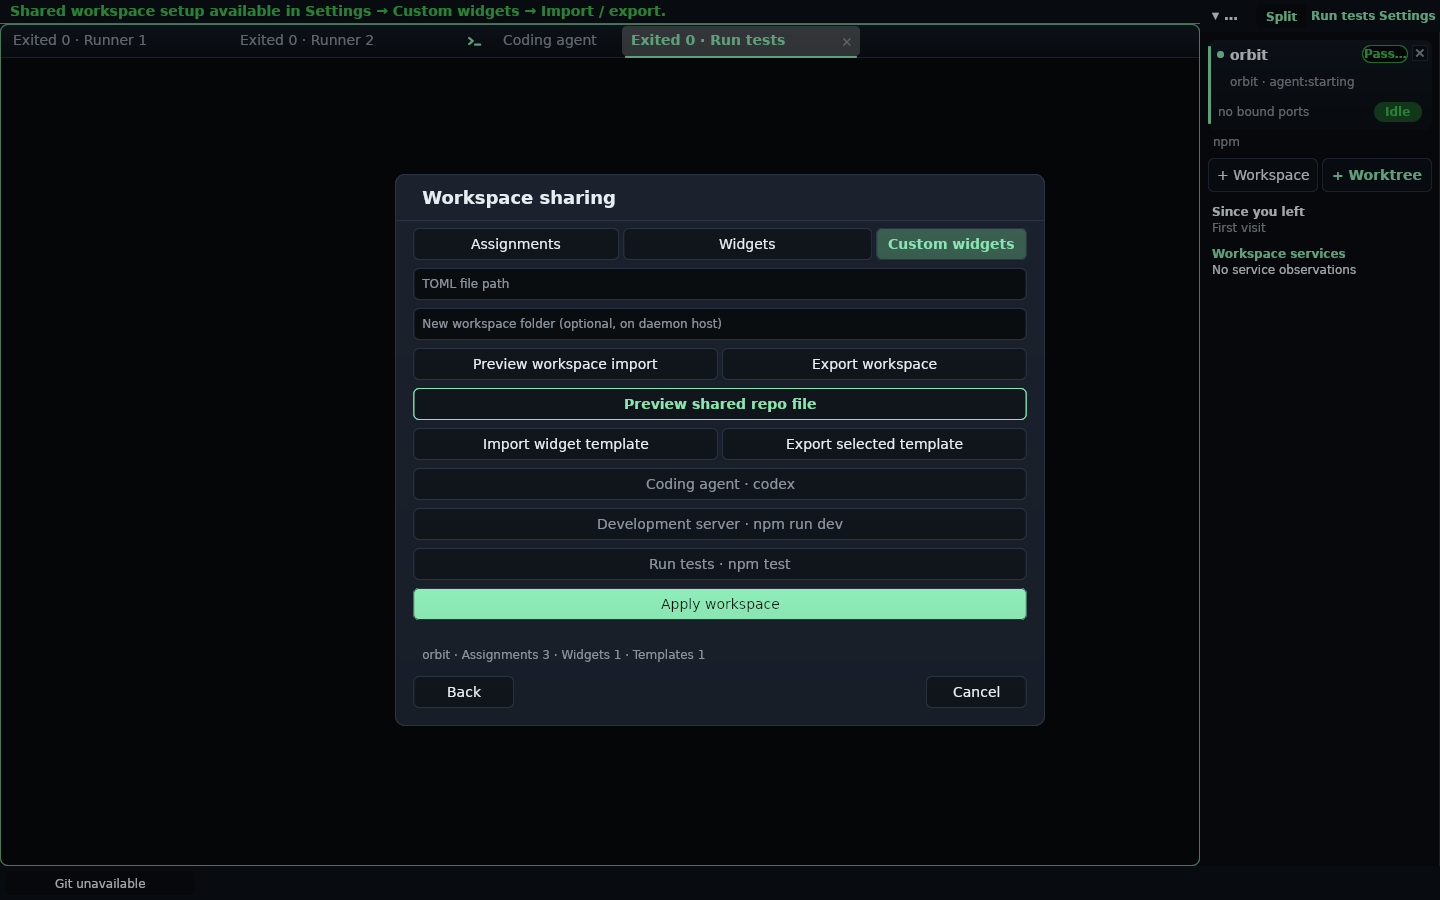 Shared workspace setup available in Settings → Custom widgets → Import / export.
▼ ... Split Run tests Settings
Exited 0 · Runner 1 Exited 0 · Runner 2 Coding agent Exited 0 · Run tests ×
orbit Pass... ×
orbit · agent:starting
no bound ports Idle
npm
+ Workspace + Worktree
Since you left
First visit
Workspace services
No service observations
Workspace sharing
Assignments Widgets Custom widgets
TOML file path
New workspace folder (optional, on daemon host)
Preview workspace import Export workspace
Preview shared repo file
Import widget template Export selected template
Coding agent · codex
Development server · npm run dev
Run tests · npm test
Apply workspace
orbit · Assignments 3 · Widgets 1 · Templates 1
Back Cancel
Git unavailable